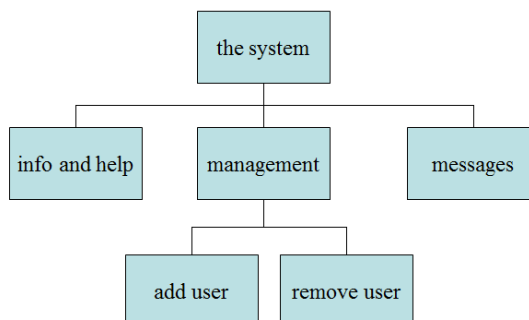 the system
info and help
management
messages
add user
remove user